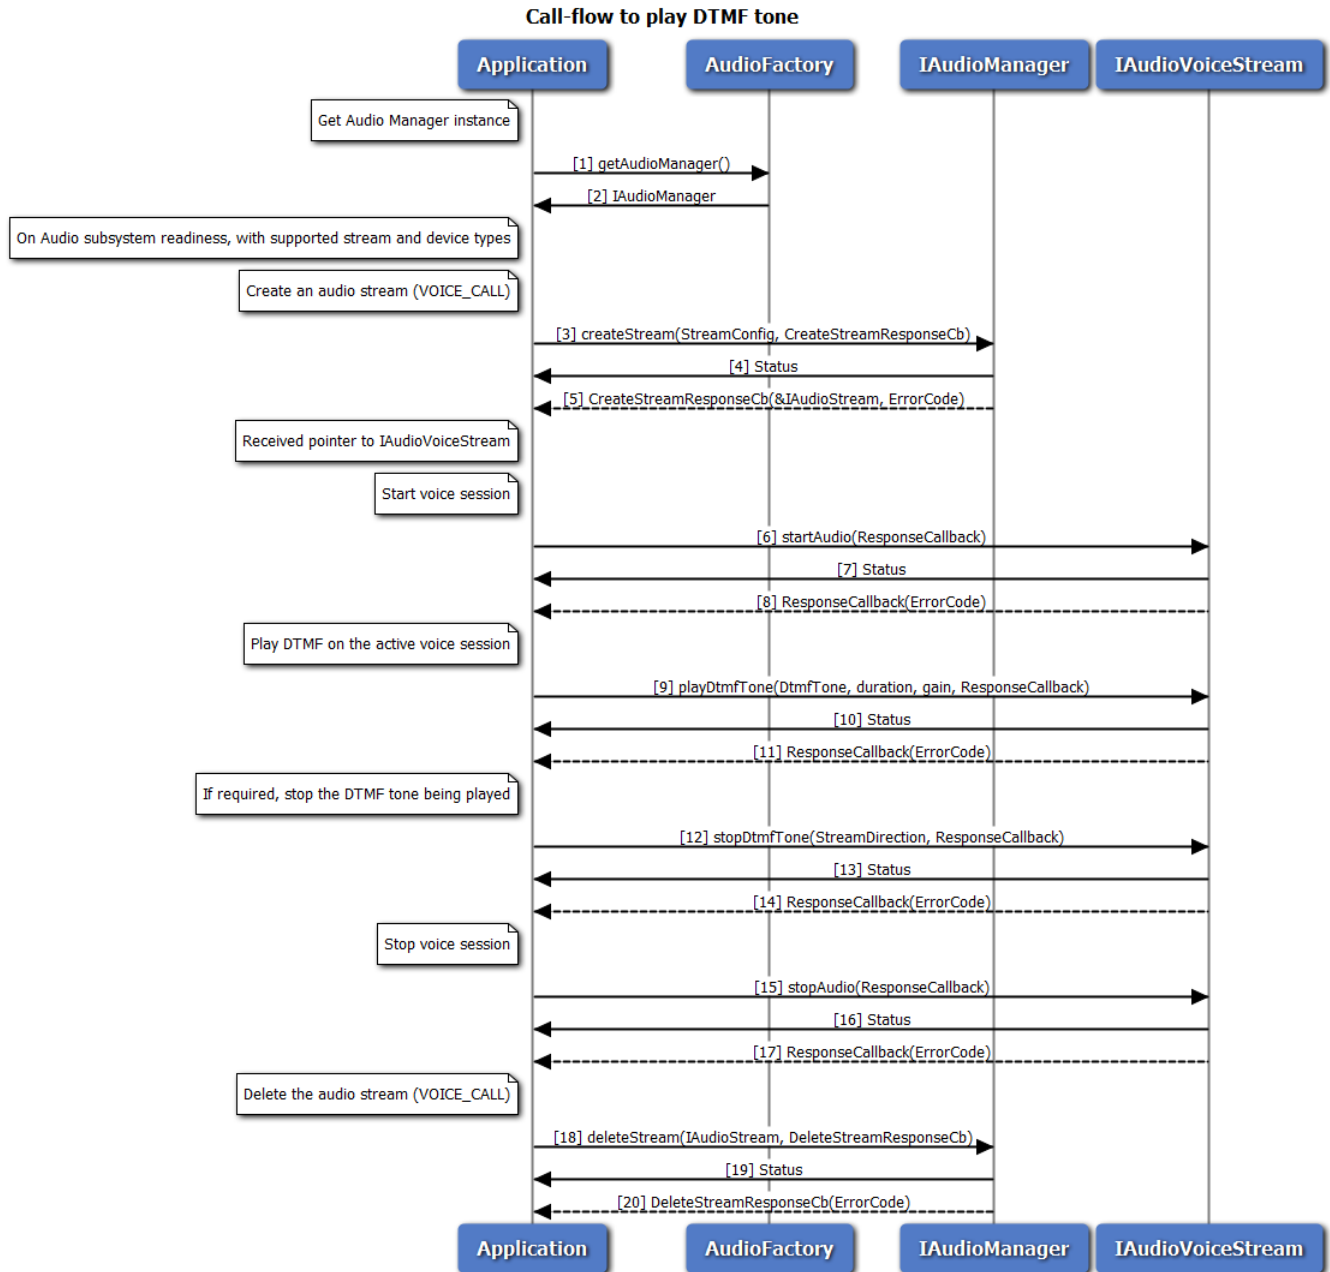 Call-flow to play DTMF tone
Application
AudioFactory
IAudioManager
IAudioVoiceStream
Get Audio Manager instance
[1] getAudioManager()
[2] IAudioManager
On Audio subsystem readiness, with supported stream and device types
Create an audio stream (VOICE_CALL)
[3] createStream(StreamConfig, CreateStreamResponseCb)
[4] Status
[5] CreateStreamResponseCb(&IAudioStream, ErrorCode)
Received pointer to IAudioVoiceStream
Start voice session
[6] startAudio(ResponseCallback)
[7] Status
[8] ResponseCallback(ErrorCode)
Play DTMF on the active voice session
[9] playDtmfTone(DtmfTone, duration, gain, ResponseCallback)
[10] Status
[11] ResponseCallback(ErrorCode)
If required, stop the DTMF tone being played
[12] stopDtmfTone(StreamDirection, ResponseCallback)
[13] Status
[14] ResponseCallback(ErrorCode)
Stop voice session
[15] stopAudio(ResponseCallback)
[16] Status
[17] ResponseCallback(ErrorCode)
Delete the audio stream (VOICE_CALL)
[18] deleteStream(IAudioStream, DeleteStreamResponseCb)
[19] Status
[20] DeleteStreamResponseCb(ErrorCode)
Application
AudioFactory
IAudioManager
IAudioVoiceStream